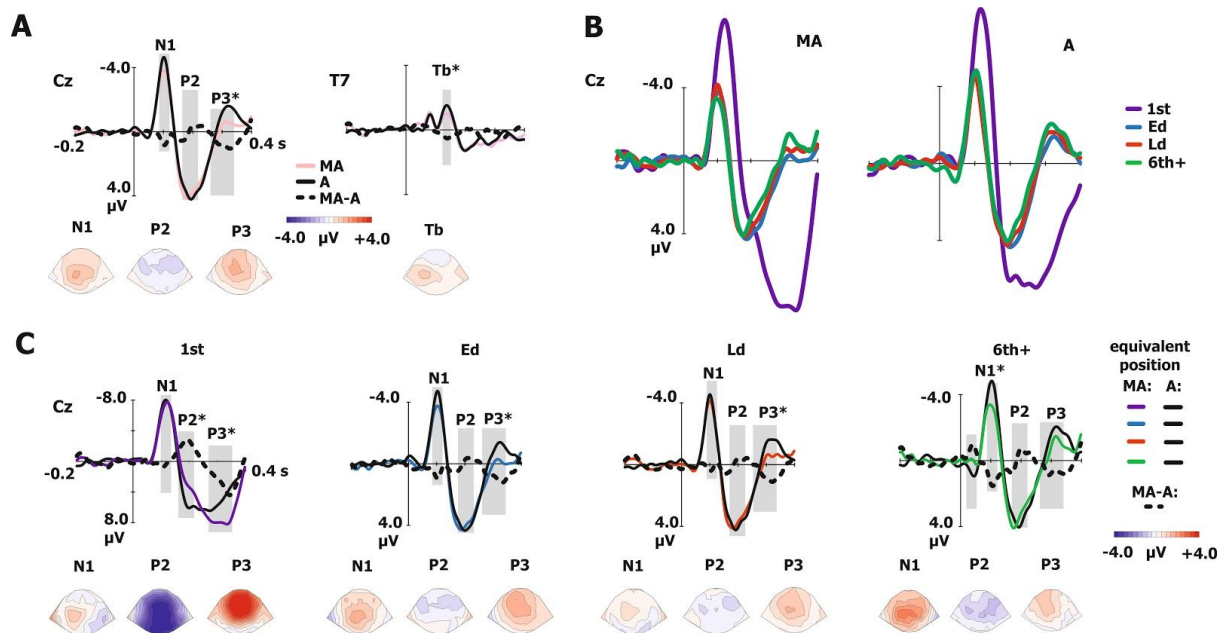 A
N1
P2
P3*
Cz
-4.0
4.0
µV
-0.2
0.4 s
T7
Tb*
MA
A
MA-A
-4.0 µV +4.0
N1
P2
P3
Tb
B
MA
A
Cz
-4.0
4.0
µV
1st
Ed
Ld
6th+
C
1st
Ed
Ld
6th+
Cz
-8.0
8.0
µV
-0.2
0.4 s
N1
P2*
P3*
-4.0
4.0
µV
N1
P2
P3*
-4.0
4.0
µV
N1
P2
P3*
-4.0
4.0
µV
N1*
P2
P3
equivalent
position
MA: A:
MA-A:
-4.0 µV +4.0
N1 P2 P3
N1 P2 P3
N1 P2 P3
N1 P2 P3